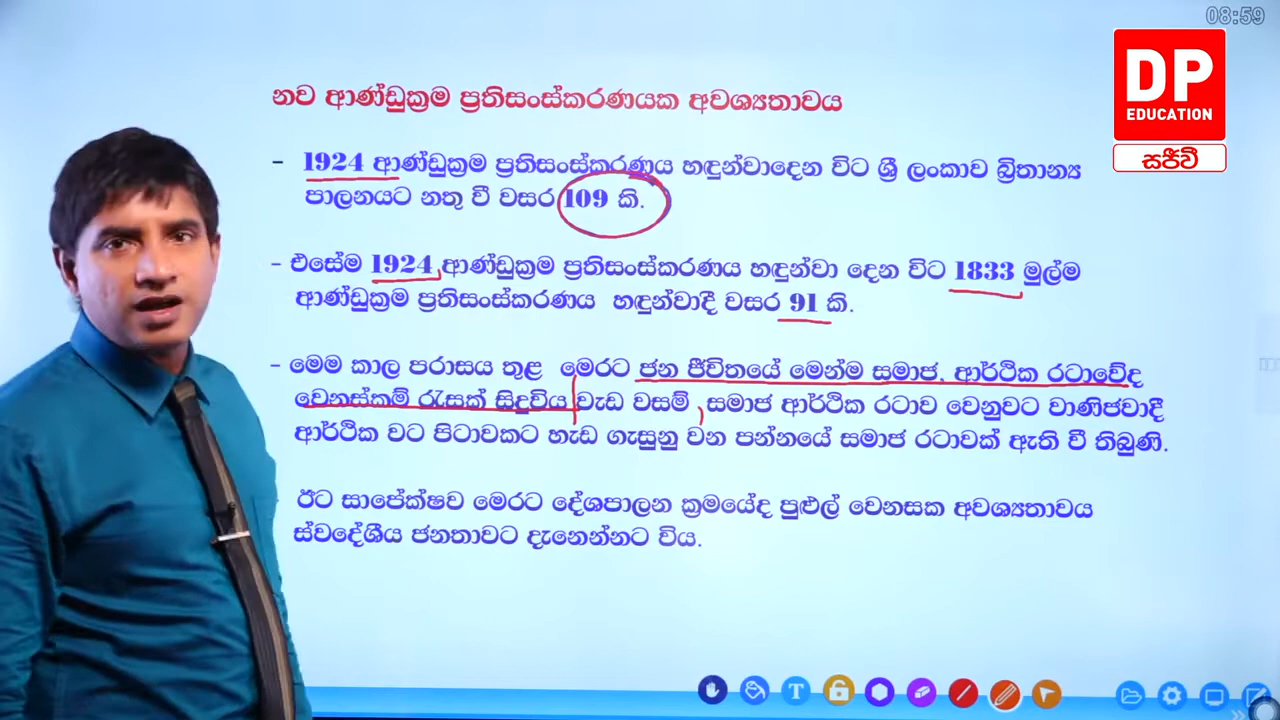 08:59
DP
EDUCATION
සජීවී
නව ආණ්ඩුක්‍රම ප්‍රතිසංස්කරණයක අවශ්‍යතාවය
- 1924 ආණ්ඩුක්‍රම ප්‍රතිසංස්කරණය හඳුන්වාදෙන විට ශ්‍රී ලංකාව බ්‍රිතාන්‍ය
පාලනයට නතු වී වසර 109 කි.
- එසේම 1924 ආණ්ඩුක්‍රම ප්‍රතිසංස්කරණය හඳුන්වා දෙන විට 1833 මුල්ම
ආණ්ඩුක්‍රම ප්‍රතිසංස්කරණය හඳුන්වාදී වසර 91 කි.
- මෙම කාල පරාසය තුළ මෙරට ජන ජීවිතයේ මෙන්ම සමාජ, ආර්ථික රටාවේද
වෙනස්කම් රැසක් සිදුවිය වැඩ වසම් , සමාජ ආර්ථික රටාව වෙනුවට වාණිජවාදී
ආර්ථික වට පිටාවකට හැඩ ගැසුනු වන පන්නයේ සමාජ රටාවක් ඇති වී තිබුණි.
ඊට සාපේක්ෂව මෙරට දේශපාලන ක්‍රමයේද පුළුල් වෙනසක අවශ්‍යතාවය
ස්වදේශීය ජනතාවට දැනෙන්නට විය.